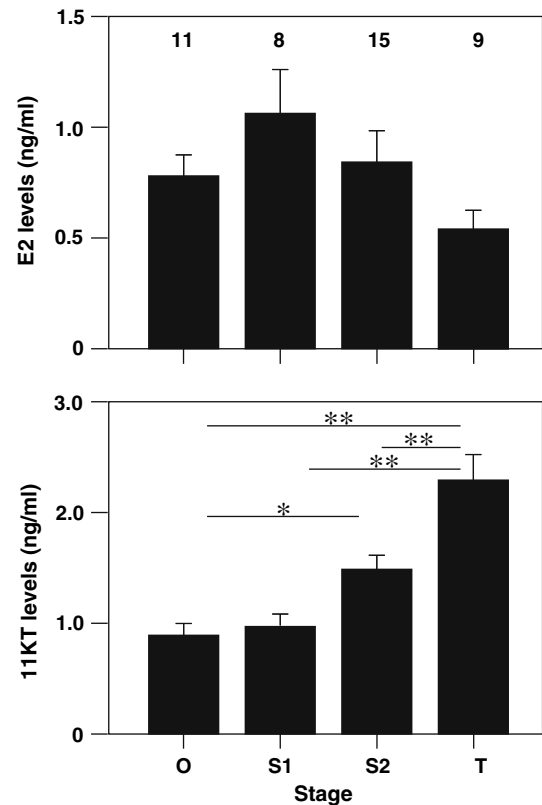 1.5
11 8 15 9
1.0
0.5
0
E2 levels (ng/ml)
3.0
**
**
**
2.0
*
1.0
0
11KT levels (ng/ml)
O S1 S2 T
Stage